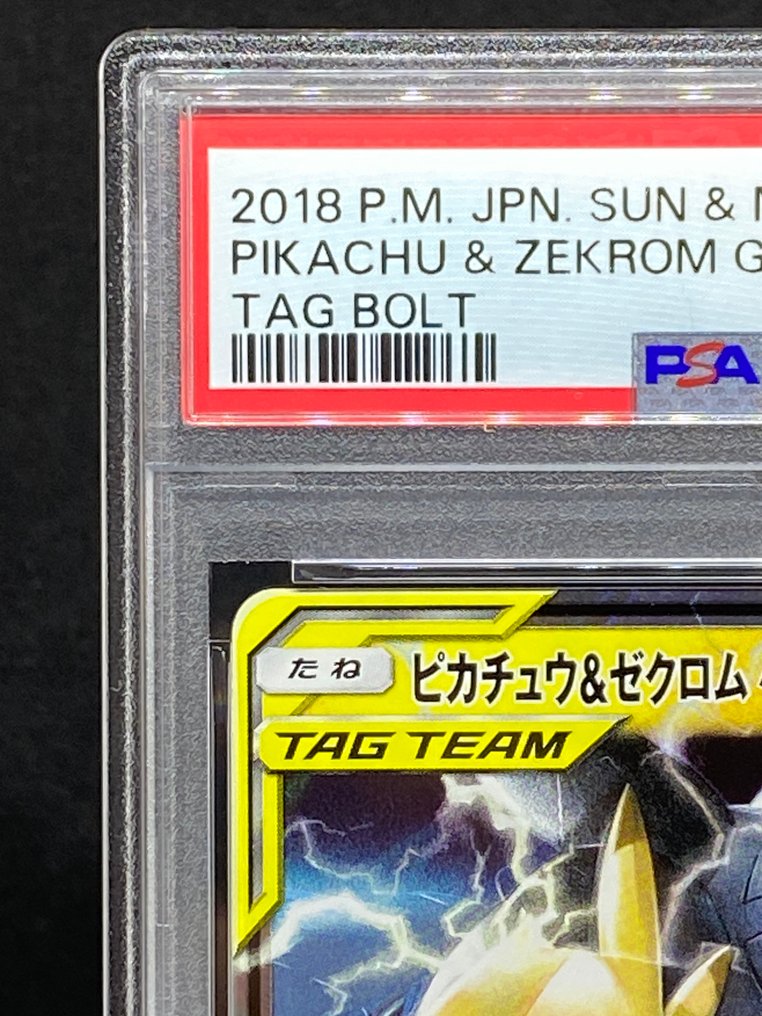 2018 P.M. JPN. SUN &
PIKACHU & ZEKROM G
TAG BOLT
PSA
たね ピカチュウ&ゼクロム
TAG TEAM